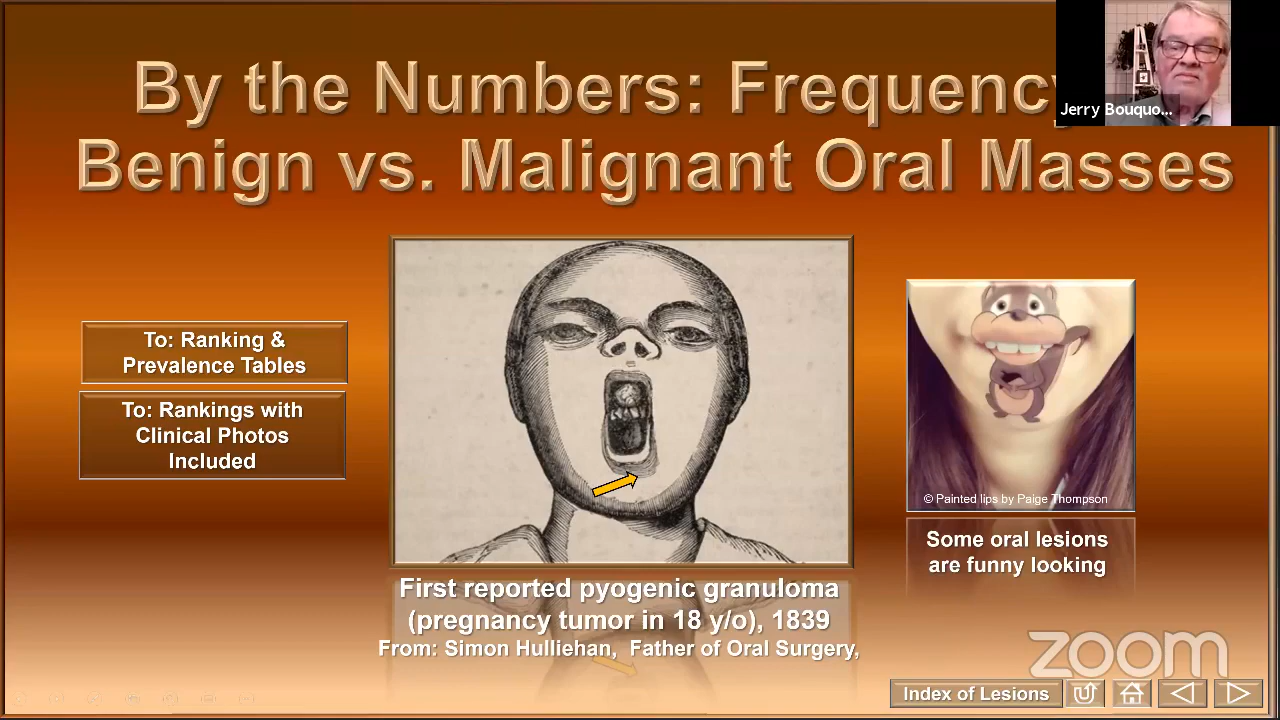 By the Numbers: Frequency
Benign vs. Malignant Oral Masses
Jerry Bouquo...
To: Ranking &
Prevalence Tables
To: Rankings with
Clinical Photos
Included
© Painted lips by Paige Thompson
Some oral lesions
are funny looking
First reported pyogenic granuloma
(pregnancy tumor in 18 y/o), 1839
From: Simon Hulliehan, Father of Oral Surgery,
zoom
Index of Lesions